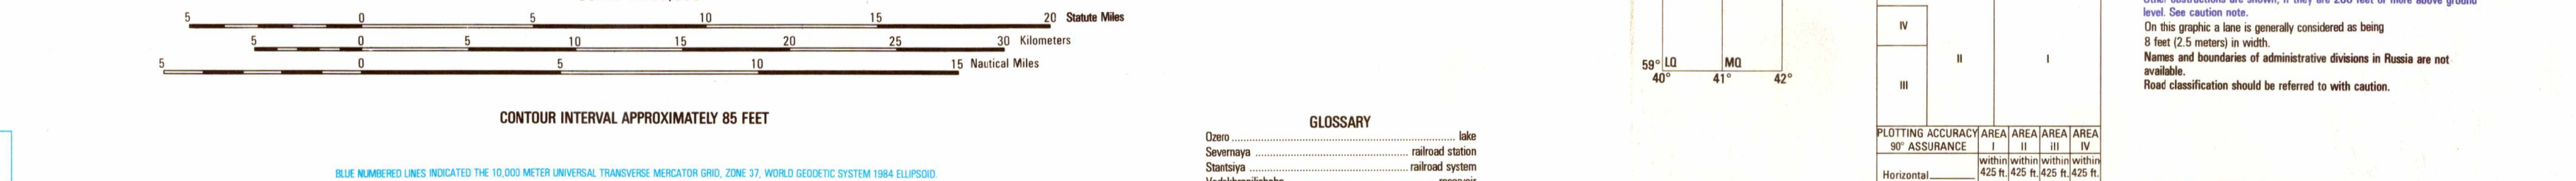 5 0 5 10 15 20 Statute Miles
5 0 5 10 15 20 25 30 Kilometers
5 0 5 10 15 Nautical Miles
CONTOUR INTERVAL APPROXIMATELY 85 FEET
BLUE NUMBERED LINES INDICATED THE 10,000 METER UNIVERSAL TRANSVERSE MERCATOR GRID, ZONE 37, WORLD GEODETIC SYSTEM 1984 ELLIPSOID.
GLOSSARY
Ozero ........ lake
Severnaya ........ railroad station
Stantsiya ........ railroad system
59° LQ MQ
40° 41° 42°
IV
II I
III
PLOTTING ACCURACY AREA AREA AREA AREA
90° ASSURANCE I II III IV
within within within within
Horizontal 425 ft. 425 ft. 425 ft. 425 ft.
level. See caution note.
On this graphic a lane is generally considered as being
8 feet (2.5 meters) in width.
Names and boundaries of administrative divisions in Russia are not
available.
Road classification should be referred to with caution.